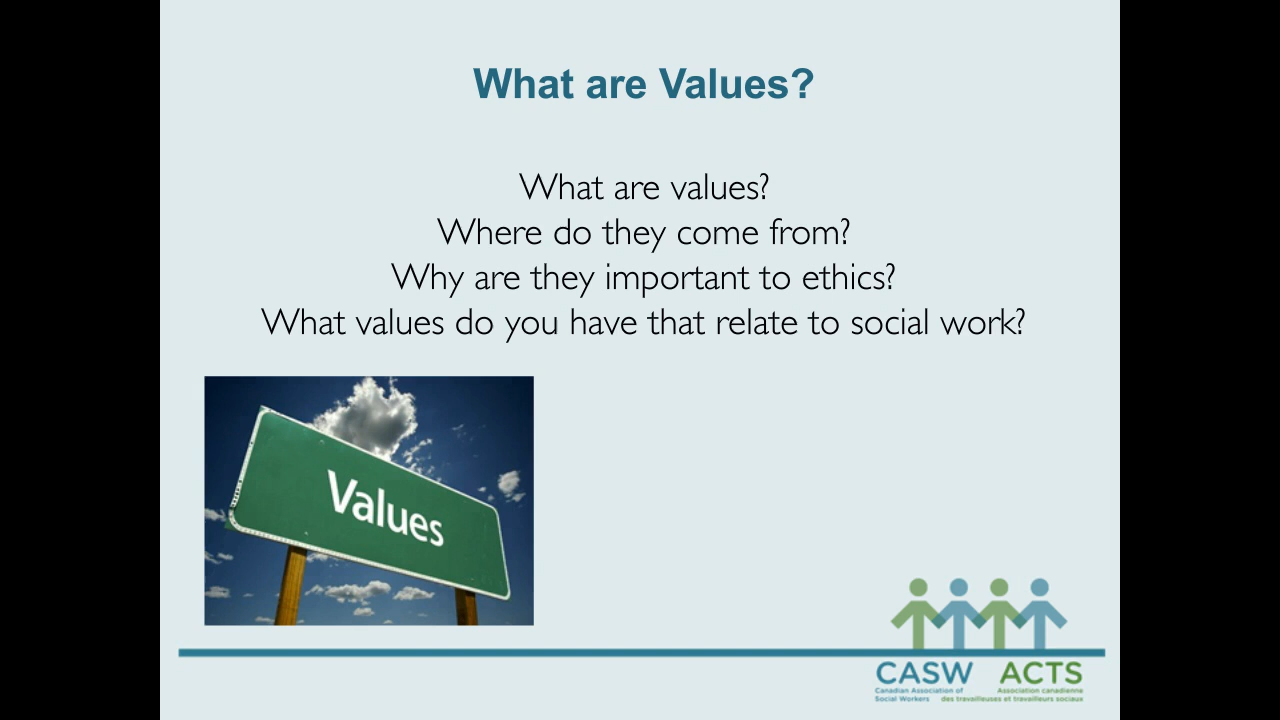 What are Values?
What are values?
Where do they come from?
Why are they important to ethics?
What values do you have that relate to social work?
Values
CASW ACTS
Canadian Association of Association canadienne
Social Workers des travailleuses et travailleurs sociaux